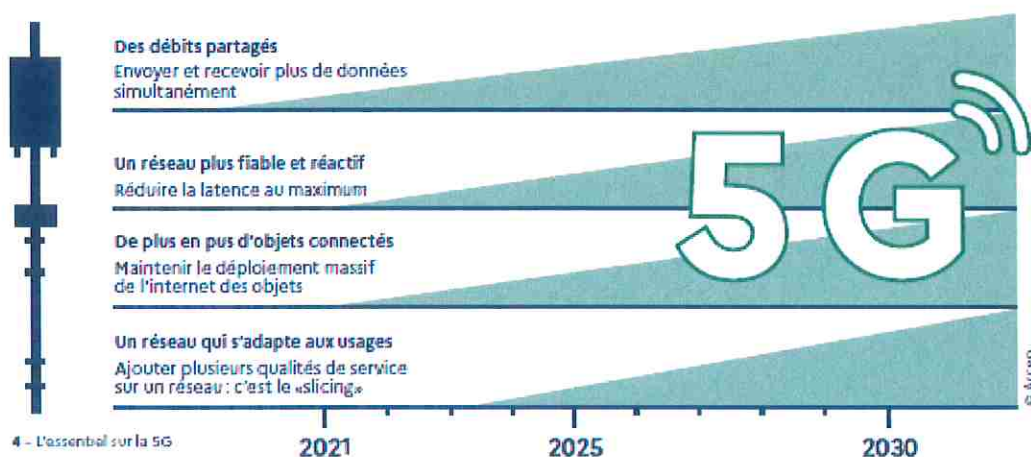 Des débits partagés
Envoyer et recevoir plus de données
simultanément
Un réseau plus fiable et réactif
Réduire la latence au maximum
5G
De plus en pus d'objets connectés
Maintenir le déploiement massif
de l'internet des objets
Un réseau qui s'adapte aux usages
Ajouter plusieurs qualités de service
sur un réseau : c'est le «slicing»
4 - L'essentiel sur la 5G
2021
2025
2030